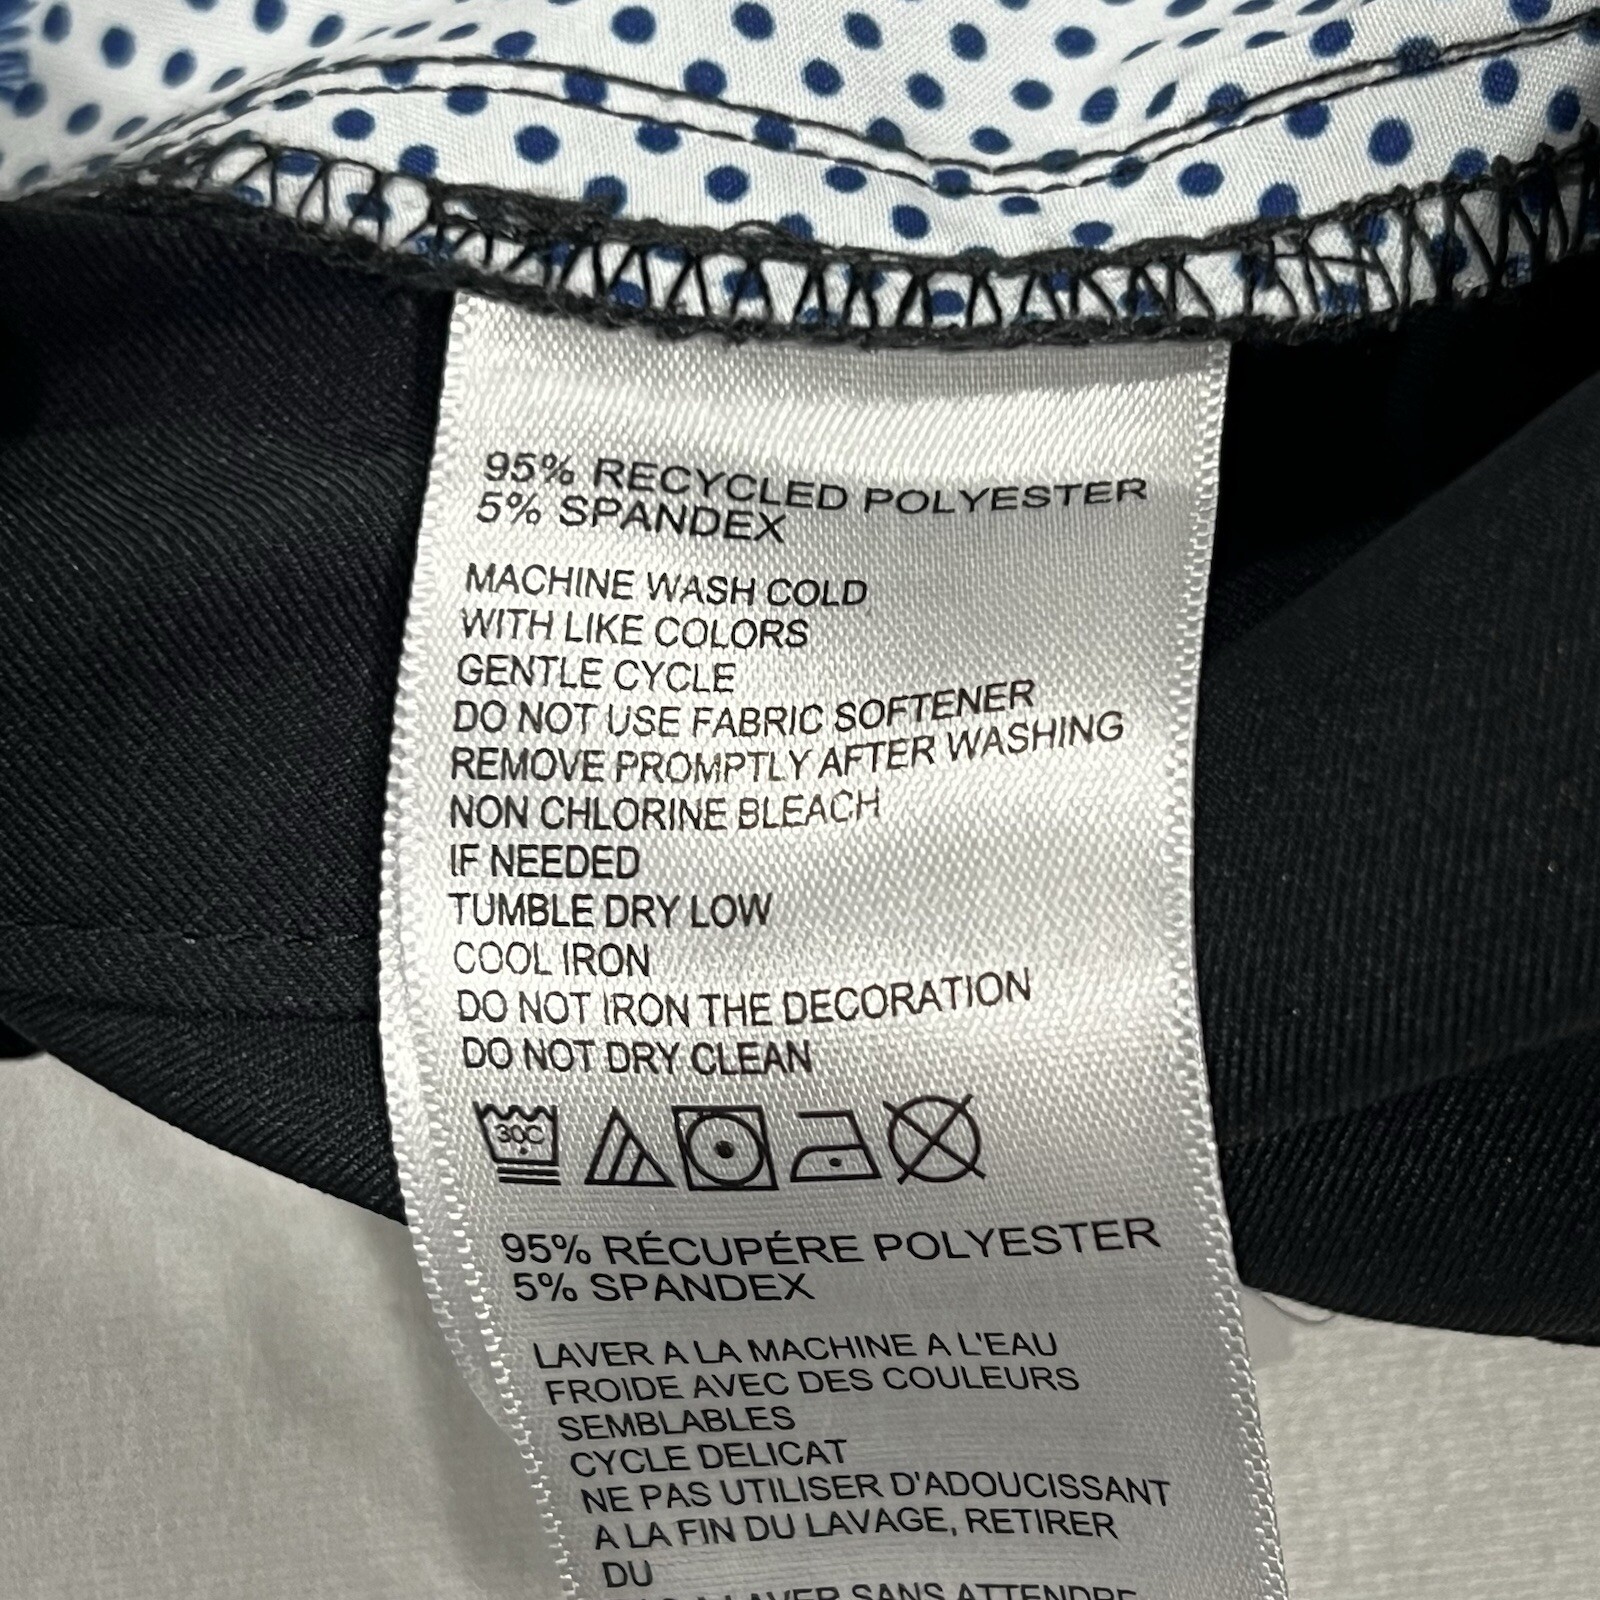 95% RECYCLED POLYESTER
5% SPANDEX
MACHINE WASH COLD
WITH LIKE COLORS
GENTLE CYCLE
DO NOT USE FABRIC SOFTENER
REMOVE PROMPTLY AFTER WASHING
NON CHLORINE BLEACH
IF NEEDED
TUMBLE DRY LOW
COOL IRON
DO NOT IRON THE DECORATION
DO NOT DRY CLEAN
30C
95% RÉCUPÉRE POLYESTER
5% SPANDEX
LAVER A LA MACHINE A L'EAU
FROIDE AVEC DES COULEURS
SEMBLABLES
CYCLE DELICAT
NE PAS UTILISER D'ADOUCISSANT
A LA FIN DU LAVAGE, RETIRER
DU
LAVER SANS ATTENDRE